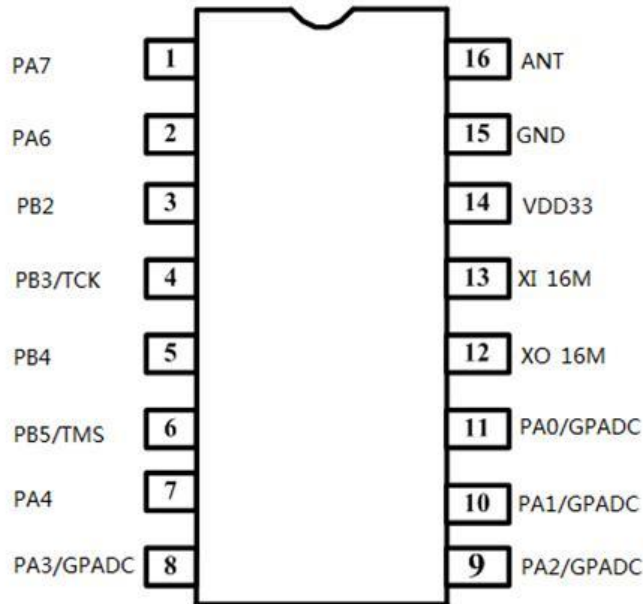 PA7 1 16 ANT
PA6 2 15 GND
PB2 3 14 VDD33
PB3/TCK 4 13 XI 16M
PB4 5 12 XO 16M
PB5/TMS 6 11 PA0/GPADC
PA4 7 10 PA1/GPADC
PA3/GPADC 8 9 PA2/GPADC